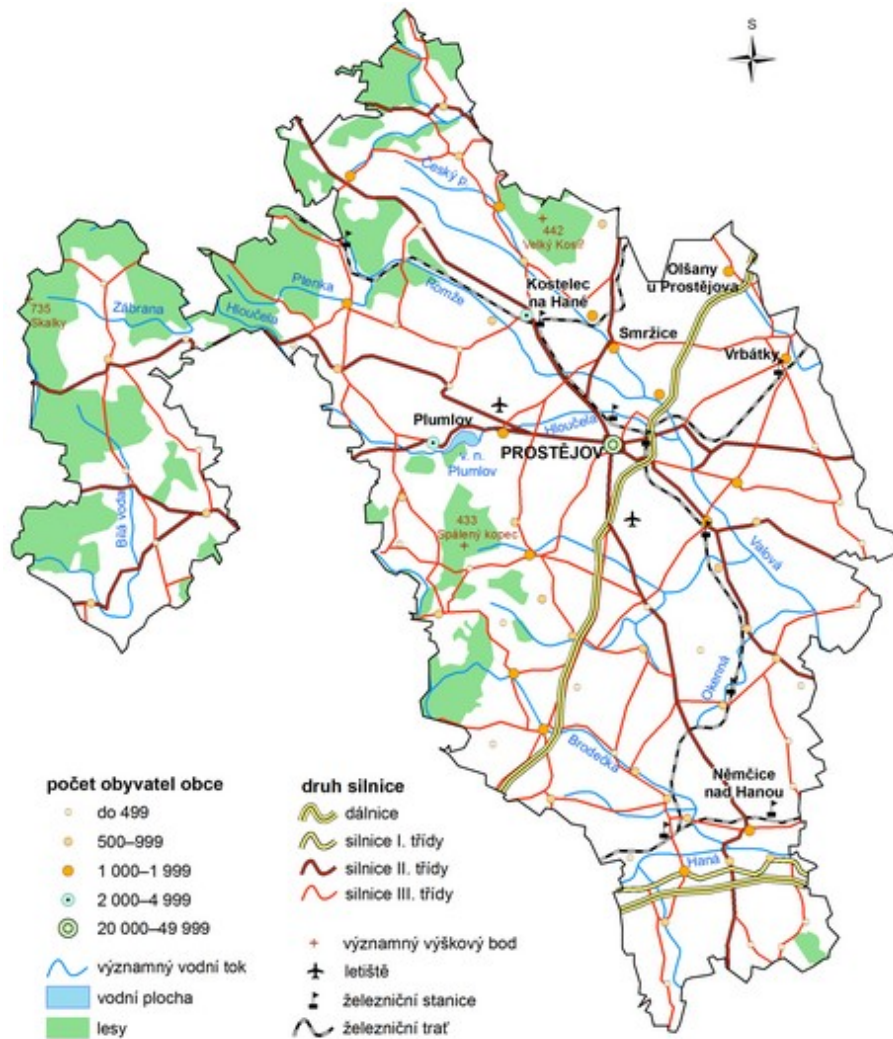 S
Český p.
442
Velký Kosíř
Olšany
u Prostějova
Kostelec
na Hané
Plenka
Romže
Zábrana
Hloučela
735
Skalky
Smržice
Vrbátky
Plumlov
Hloučela
PROSTĚJOV
v. n.
Plumlov
Bílá voda
433
Spálený kopec
Valová
Okenná
Brodečka
Němčice
nad Hanou
Haná
počet obyvatel obce
do 499
500–999
1 000–1 999
2 000–4 999
20 000–49 999
významný vodní tok
vodní plocha
lesy
druh silnice
dálnice
silnice I. třídy
silnice II. třídy
silnice III. třídy
významný výškový bod
letiště
železniční stanice
železniční trať